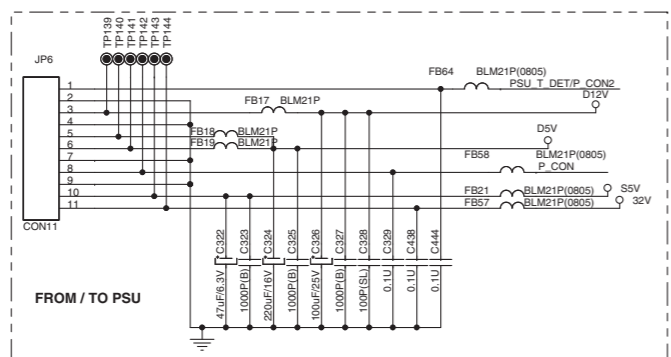 TP139
TP140
TP141
TP142
TP143
TP144
JP6
1
2
3
4
5
6
7
8
9
10
11
CON11
FB64 BLM21P(0805)
PSU_T_DET/P_CON2
FB17 BLM21P
D12V
FB18 BLM21P
FB19 BLM21P
D5V
FB58 BLM21P(0805)
P_CON
FB21 BLM21P(0805) S5V
FB57 BLM21P(0805) 32V
47uF/6.3V C322
1000P(B) C323
220uF/16V C324
1000P(B) C325
100uF/25V C326
1000P(B) C327
100P(SL) C328
0.1U C329
0.1U C438
0.1U C444
FROM / TO PSU